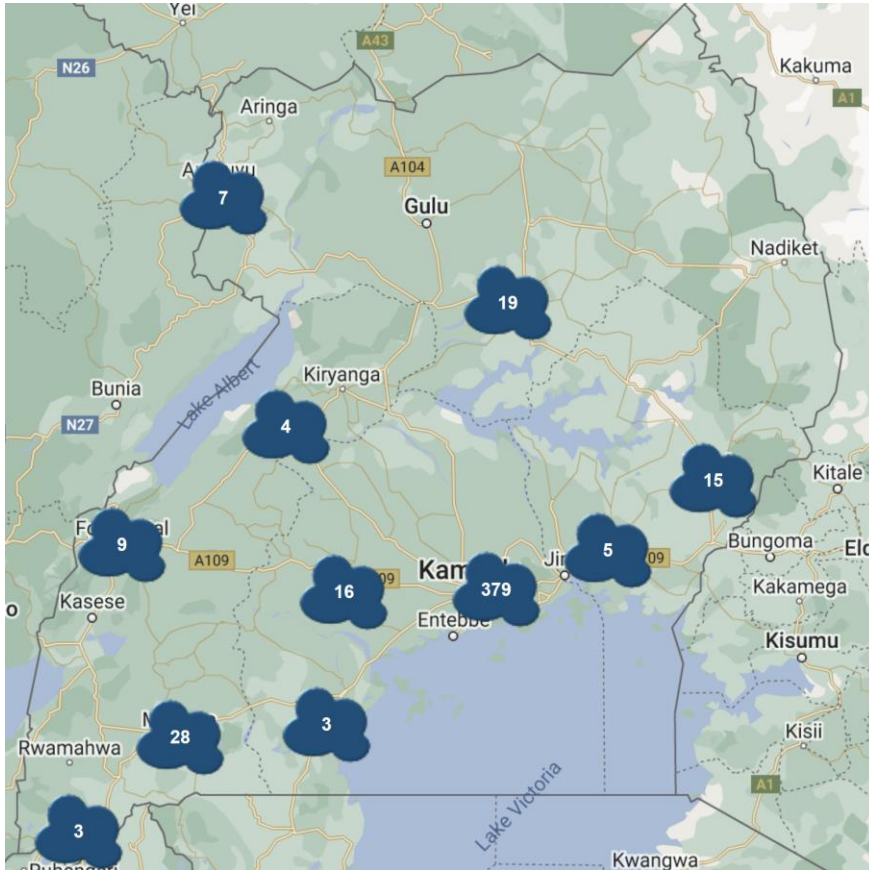 Yei
A43
N26
Kakuma
A1
Aringa
A104
7
Gulu
Nadiket
19
Lake Albert
Kiryanga
Bunia
N27
4
15
Kitale
9
5
09
Bungoma
A109
09
16
379
Kasese
Kakamega
Entebbe
Kisumu
28
3
Kisii
Rwamahwa
Lake Victoria
A1
3
Kwangwa